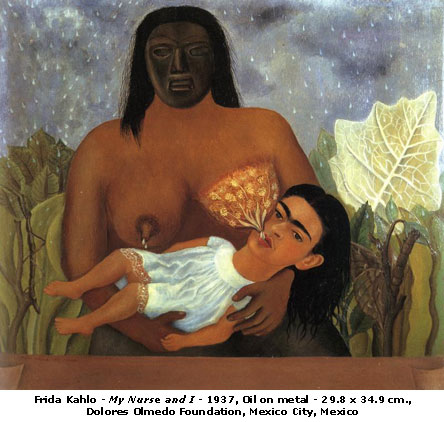 Frida Kahlo - My Nurse and I - 1937, Oil on metal - 29.8 x 34.9 cm.,
Dolores Olmedo Foundation, Mexico City, Mexico